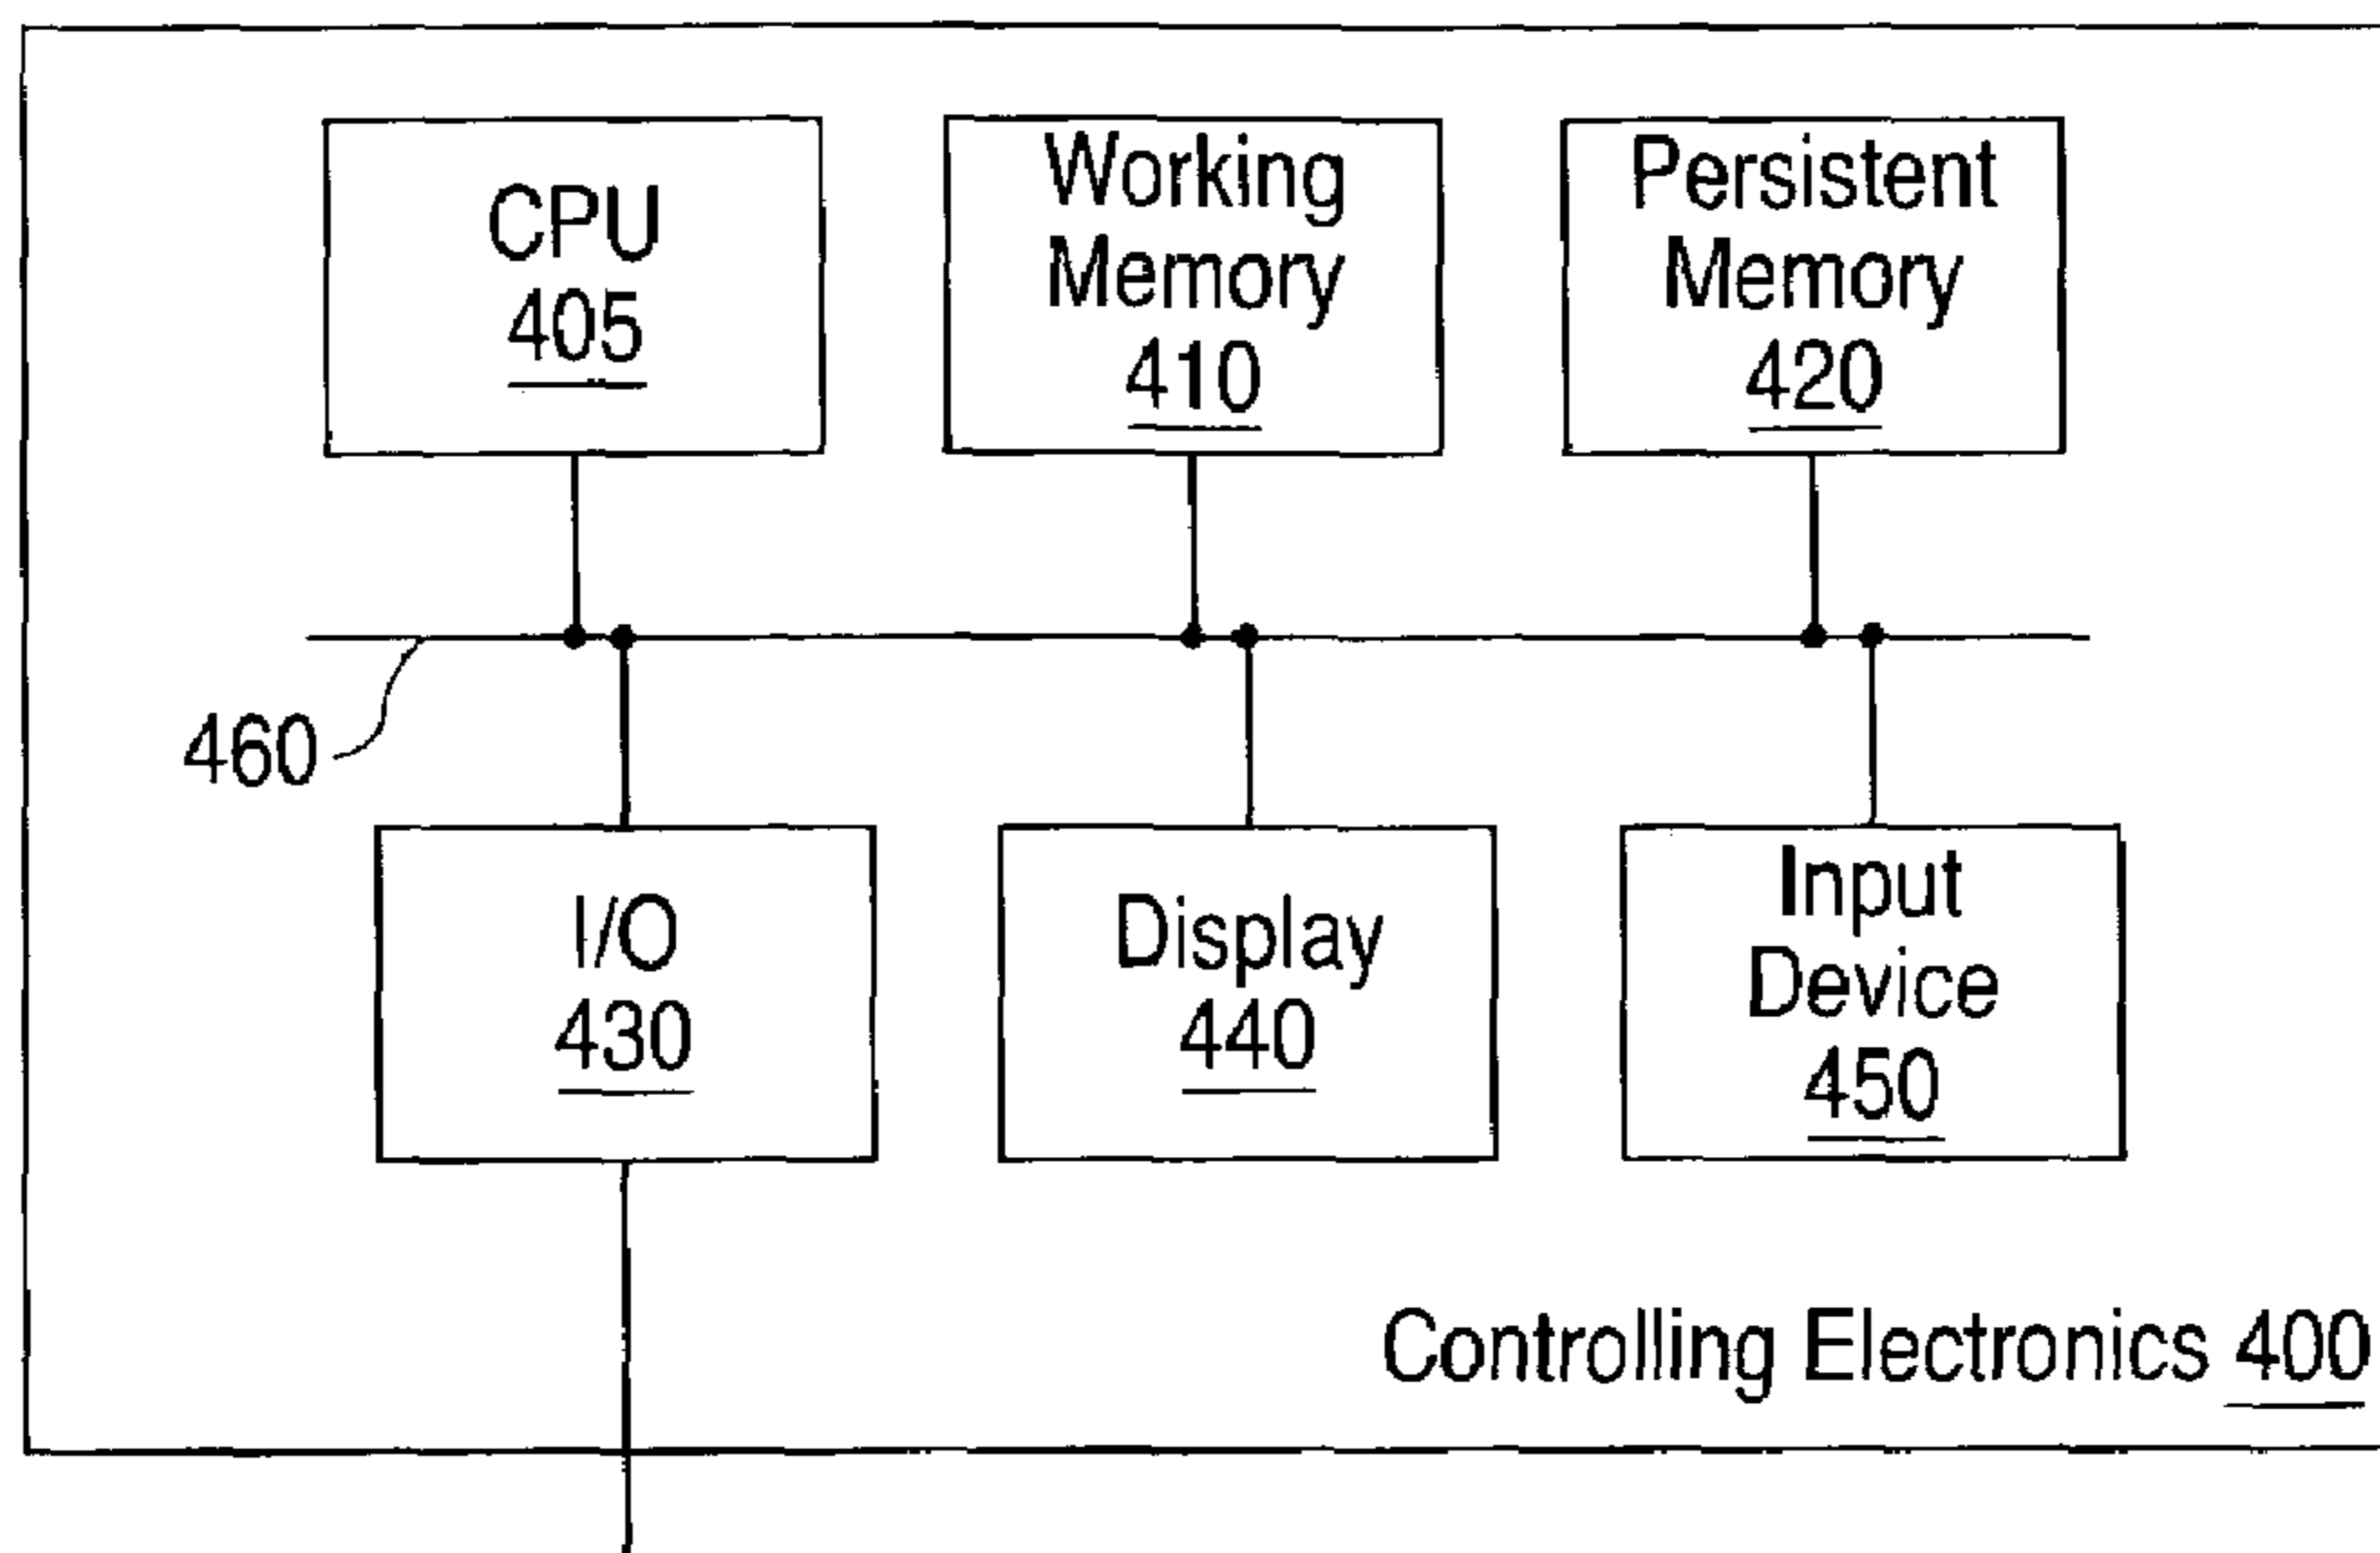 CPU
405
Working
Memory
410
Persistent
Memory
420
460
I/O
430
Display
440
Input
Device
450
Controlling Electronics 400